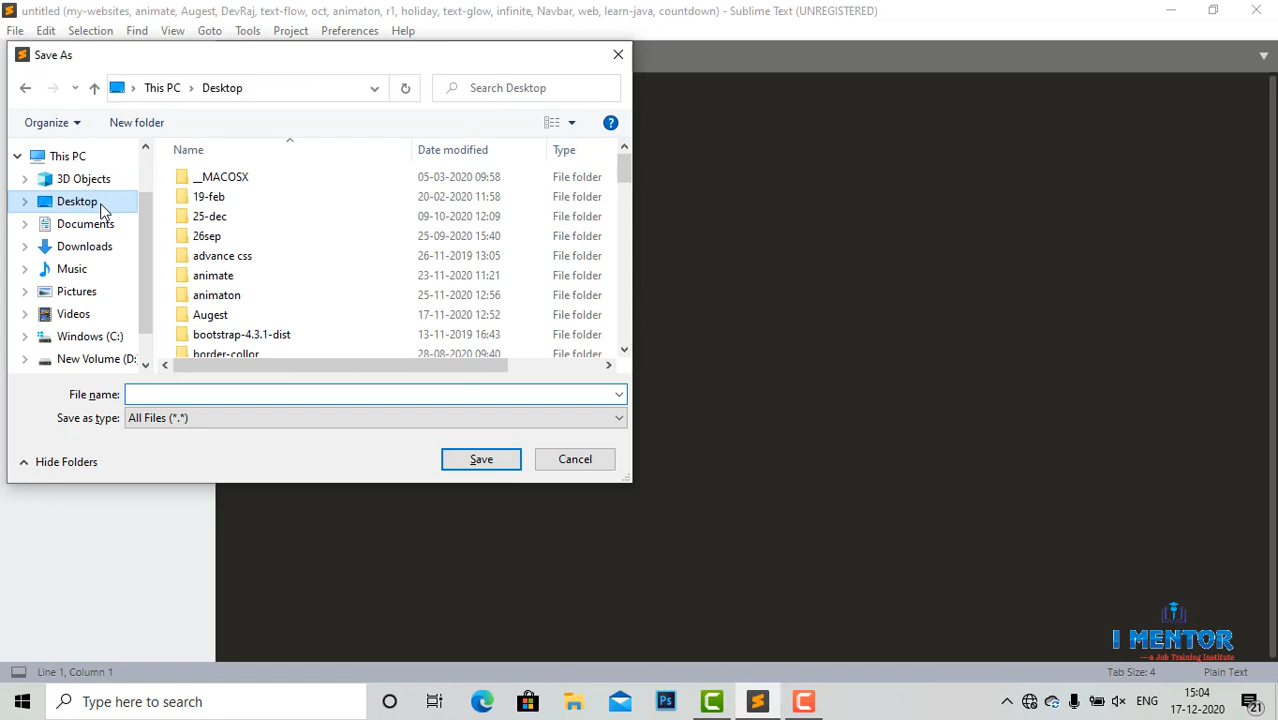 untitled (my-websites, animate, Augest, DevRaj, text-flow, oct, animaton, r1, holiday, text-glow, infinite, Navbar, web, learn-java, countdown) - Sublime Text (UNREGISTERED)
File Edit Selection Find View Goto Tools Project Preferences Help
Save As
This PC Desktop Search Desktop
Organize New folder
Name Date modified Type
This PC
3D Objects
Desktop
Documents
Downloads
Music
Pictures
Videos
Windows (C:)
New Volume (D:
__MACOSX 05-03-2020 09:58 File folder
19-feb 20-02-2020 11:58 File folder
25-dec 09-10-2020 12:09 File folder
26sep 25-09-2020 15:40 File folder
advance css 26-11-2019 13:05 File folder
animate 23-11-2020 11:21 File folder
animaton 25-11-2020 12:56 File folder
Augest 17-11-2020 12:52 File folder
bootstrap-4.3.1-dist 13-11-2019 16:43 File folder
border-collor 28-08-2020 09:40 File folder
File name:
Save as type: All Files (*.*)
Hide Folders Save Cancel
I MENTOR
—a Job Training Institute
Line 1, Column 1 Tab Size: 4 Plain Text
Type here to search Ps ENG 15:04
17-12-2020 21